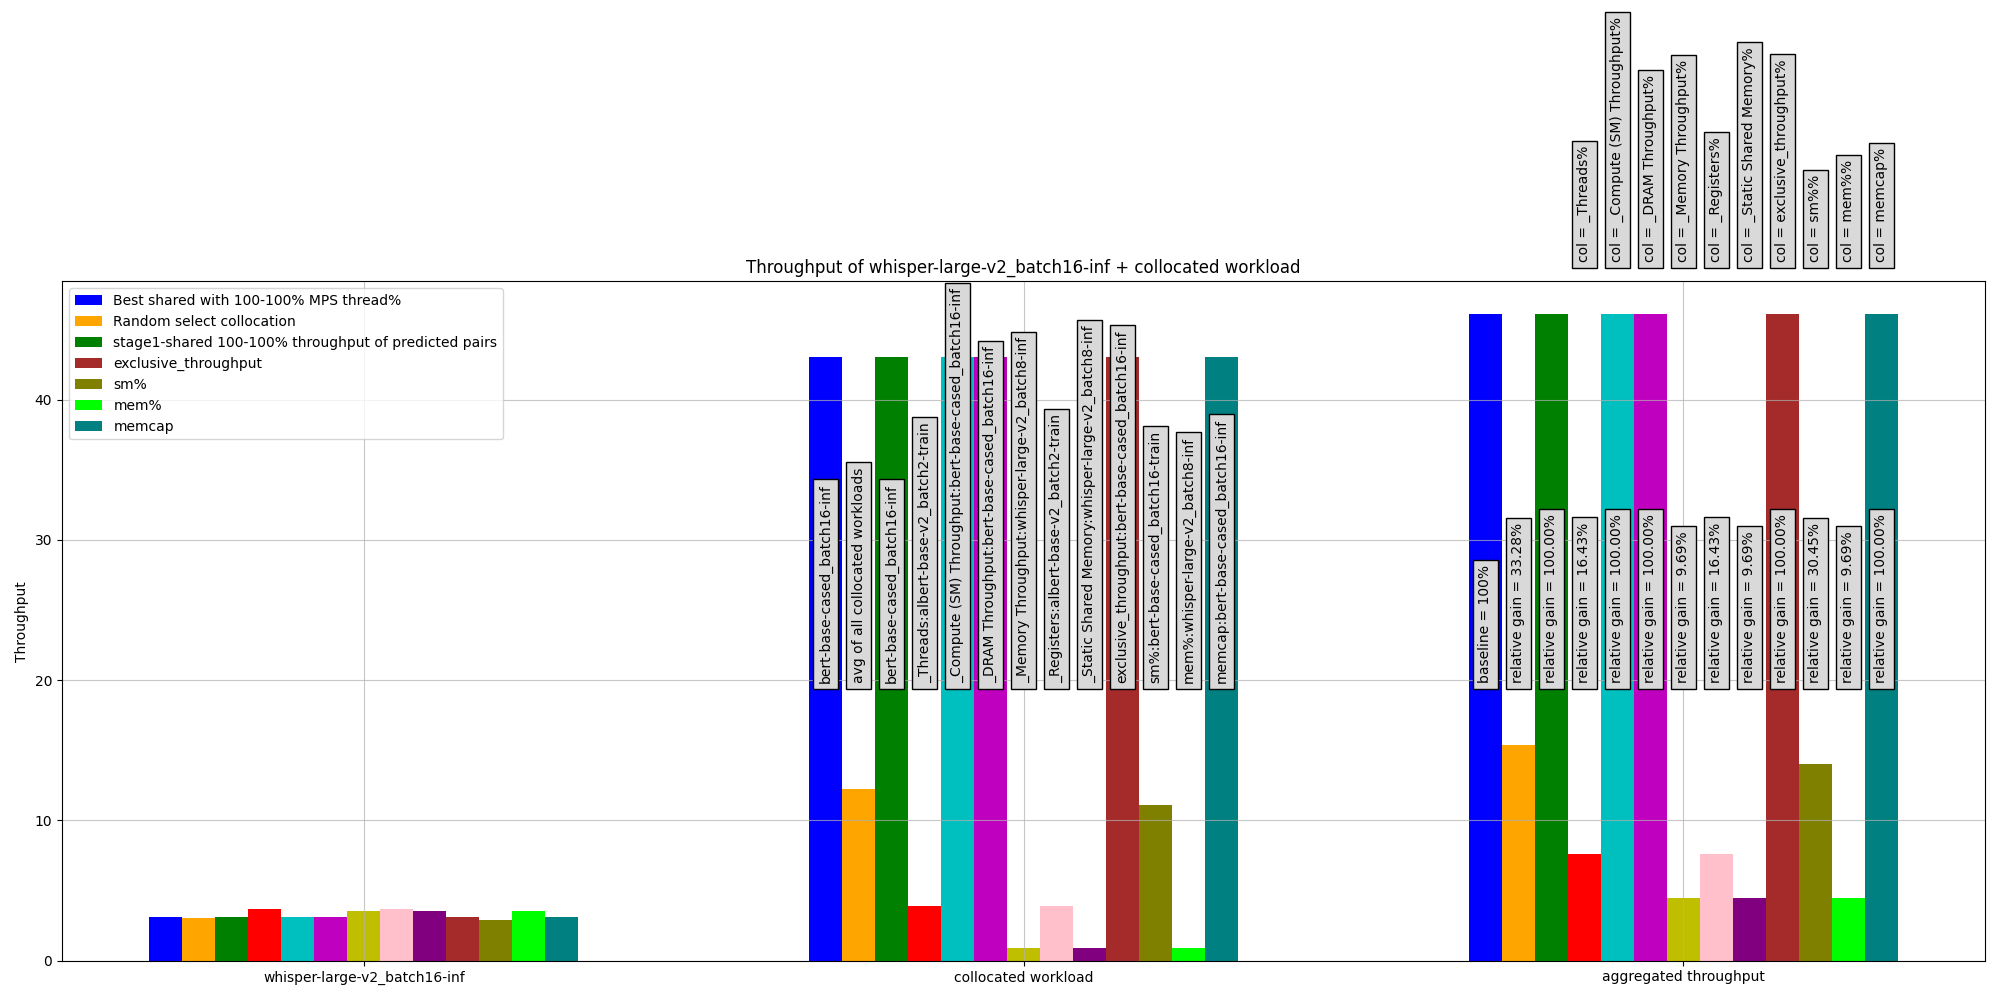 col = _Threads%
col = _Compute (SM) Throughput%
col = _DRAM Throughput%
col = _Memory Throughput%
col = _Registers%
col = _Static Shared Memory%
col = exclusive_throughput%
col = sm%%
col = mem%%
col = memcap%
Throughput of whisper-large-v2_batch16-inf + collocated workload
Best shared with 100-100% MPS thread%
Random select collocation
stage1-shared 100-100% throughput of predicted pairs
exclusive_throughput
sm%
mem%
memcap
Throughput
40
30
20
10
0
bert-base-cased_batch16-inf
avg of all collocated workloads
bert-base-cased_batch16-inf
_Threads:albert-base-v2_batch2-train
_Compute (SM) Throughput:bert-base-cased_batch16-inf
_DRAM Throughput:bert-base-cased_batch16-inf
_Memory Throughput:whisper-large-v2_batch8-inf
_Registers:albert-base-v2_batch2-train
_Static Shared Memory:whisper-large-v2_batch8-inf
exclusive_throughput:bert-base-cased_batch16-inf
sm%:bert-base-cased_batch16-train
mem%:whisper-large-v2_batch8-inf
memcap:bert-base-cased_batch16-inf
baseline = 100%
relative gain = 33.28%
relative gain = 100.00%
relative gain = 16.43%
relative gain = 100.00%
relative gain = 100.00%
relative gain = 9.69%
relative gain = 16.43%
relative gain = 9.69%
relative gain = 100.00%
relative gain = 30.45%
relative gain = 9.69%
relative gain = 100.00%
whisper-large-v2_batch16-inf
collocated workload
aggregated throughput